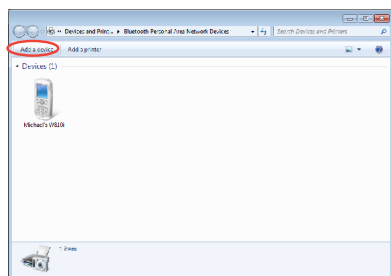 Devices and Princ... ▸ Bluetooth Personal Area Network Devices
Search Devices and Printers
Add a device
Add a printer
Devices (1)
Michael's W810i
1 item